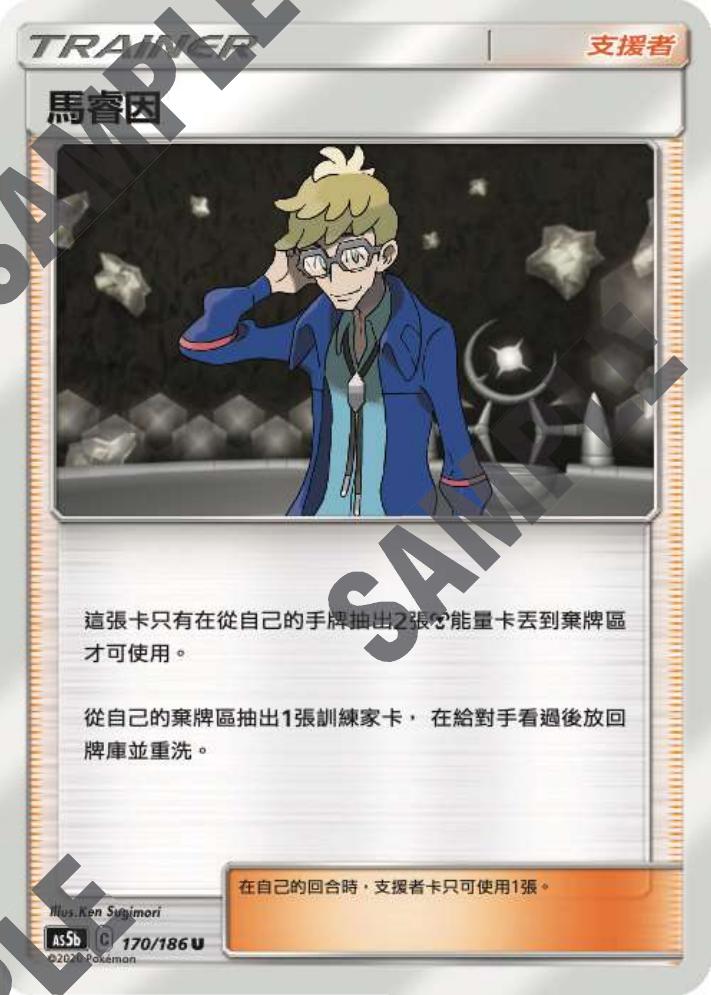 SAMPLE
TRAINER
支援者
馬睿因
這張卡只有在從自己的手牌抽出2張能量卡丟到棄牌區
才可使用。
從自己的棄牌區抽出1張訓練家卡, 在給對手看過後放回
牌庫並重洗。
SAMPLE
在自己的回合時,支援者卡只可使用1張。
Illus.Ken Sugimori
AS5b C 170/186 U
©2020 Pokémon